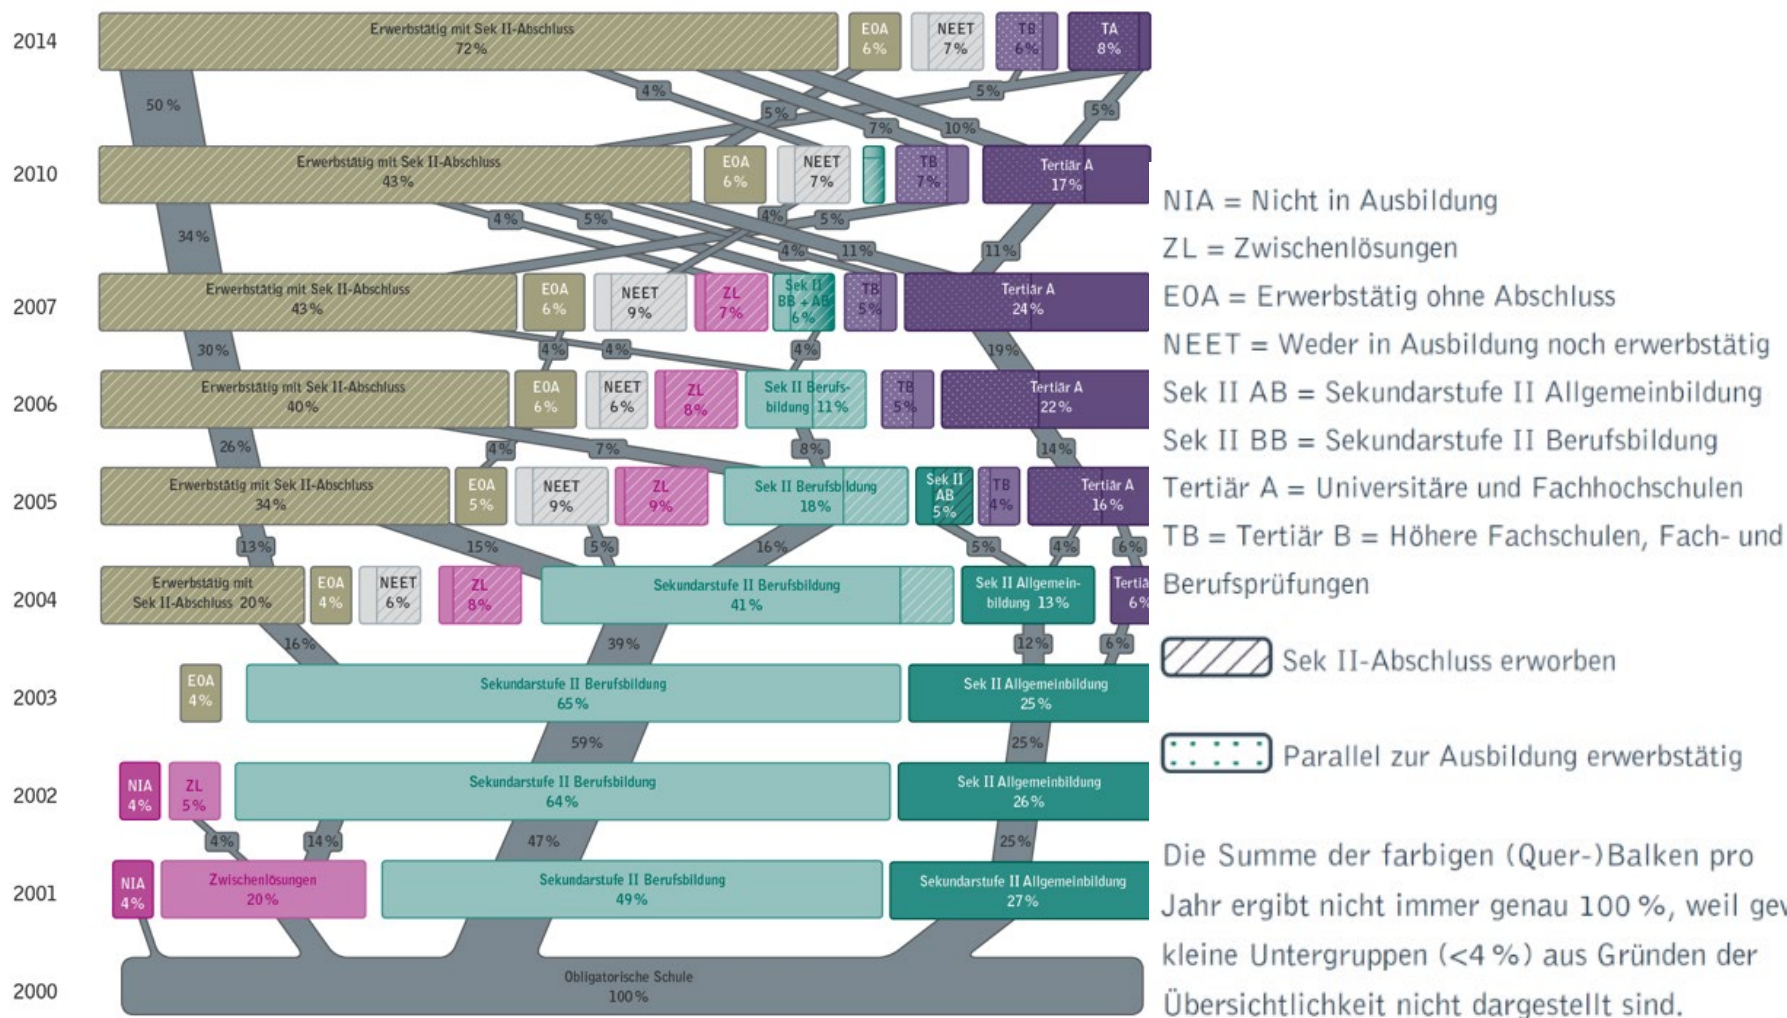 2014
Erwerbstätig mit Sek II-Abschluss
72 %
EOA
6 %
NEET
7 %
TB
6 %
TA
8 %
50 %
4 %
5 %
7 %
10 %
5 %
5 %
2010
Erwerbstätig mit Sek II-Abschluss
43 %
EOA
6 %
NEET
7 %
TB
7 %
Tertiär A
17 %
34 %
4 %
5 %
4 %
5 %
4 %
11 %
11 %
2007
Erwerbstätig mit Sek II-Abschluss
43 %
EOA
6 %
NEET
9 %
ZL
7 %
Sek II
BB + AB
6 %
TB
5 %
Tertiär A
24 %
30 %
4 %
4 %
4 %
19 %
2006
Erwerbstätig mit Sek II-Abschluss
40 %
EOA
6 %
NEET
6 %
ZL
8 %
Sek II Berufs-
bildung 11 %
TB
5 %
Tertiär A
22 %
26 %
4 %
7 %
8 %
14 %
2005
Erwerbstätig mit Sek II-Abschluss
34 %
EOA
5 %
NEET
9 %
ZL
9 %
Sek II Berufsbildung
18 %
Sek II
AB
5 %
TB
4 %
Tertiär A
16 %
13 %
15 %
5 %
16 %
5 %
4 %
6 %
2004
Erwerbstätig mit
Sek II-Abschluss 20 %
EOA
4 %
NEET
6 %
ZL
8 %
Sekundarstufe II Berufsbildung
41 %
Sek II Allgemein-
bildung 13 %
Tertiä
6 %
16 %
39 %
12 %
6 %
2003
EOA
4 %
Sekundarstufe II Berufsbildung
65 %
Sek II Allgemeinbildung
25 %
59 %
25 %
2002
NIA
4 %
ZL
5 %
Sekundarstufe II Berufsbildung
64 %
Sek II Allgemeinbildung
26 %
4 %
14 %
47 %
25 %
2001
NIA
4 %
Zwischenlösungen
20 %
Sekundarstufe II Berufsbildung
49 %
Sekundarstufe II Allgemeinbildung
27 %
2000
Obligatorische Schule
100 %
NIA = Nicht in Ausbildung
ZL = Zwischenlösungen
EOA = Erwerbstätig ohne Abschluss
NEET = Weder in Ausbildung noch erwerbstätig
Sek II AB = Sekundarstufe II Allgemeinbildung
Sek II BB = Sekundarstufe II Berufsbildung
Tertiär A = Universitäre und Fachhochschulen
TB = Tertiär B = Höhere Fachschulen, Fach- und
Berufsprüfungen
Sek II-Abschluss erworben
Parallel zur Ausbildung erwerbstätig
Die Summe der farbigen (Quer-)Balken pro
Jahr ergibt nicht immer genau 100 %, weil
kleine Untergruppen (<4 %) aus Gründen der
Übersichtlichkeit nicht dargestellt sind.